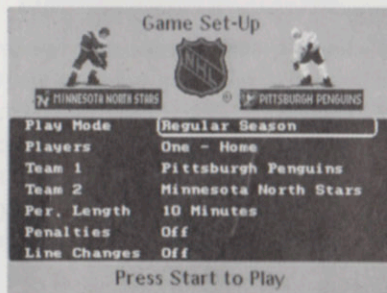 Game Set-Up
NHL
®
MINNESOTA NORTH STARS
PITTSBURGH PENGUINS
Play Mode Regular Season
Players One - Home
Team 1 Pittsburgh Penguins
Team 2 Minnesota North Stars
Per. Length 10 Minutes
Penalties Off
Line Changes Off
Press Start to Play